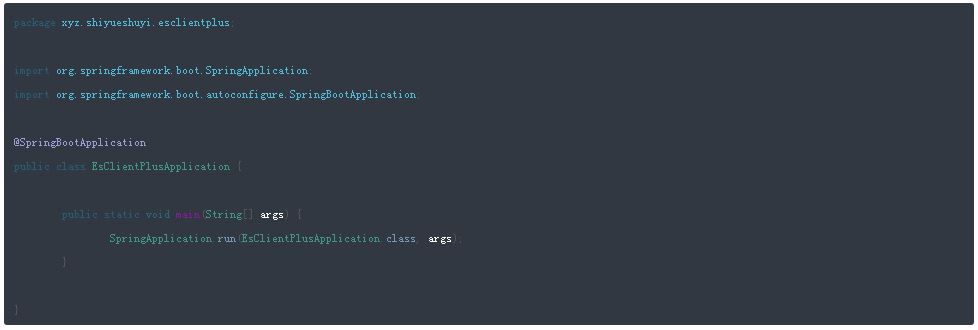 package xyz.shiyueshuyi.esclientplus;
import org.springframework.boot.SpringApplication;
import org.springframework.boot.autoconfigure.SpringBootApplication;
@SpringBootApplication
public class EsClientPlusApplication {
public static void main(String[] args) {
SpringApplication.run(EsClientPlusApplication.class, args);
}
}